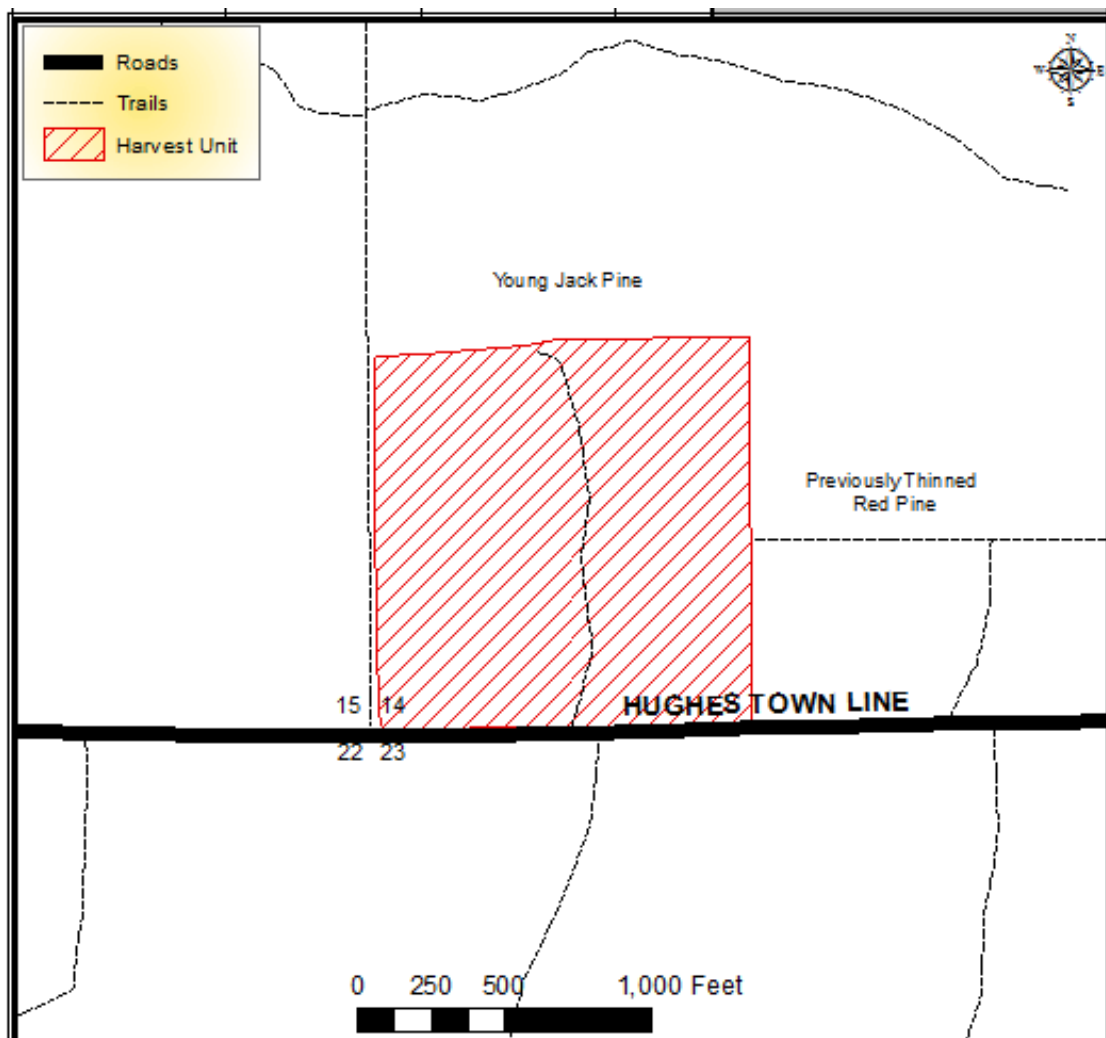 Roads
Trails
Harvest Unit
N
W E
S
Young Jack Pine
Previously Thinned
Red Pine
15 14
HUGHES TOWN LINE
22 23
0 250 500 1,000 Feet